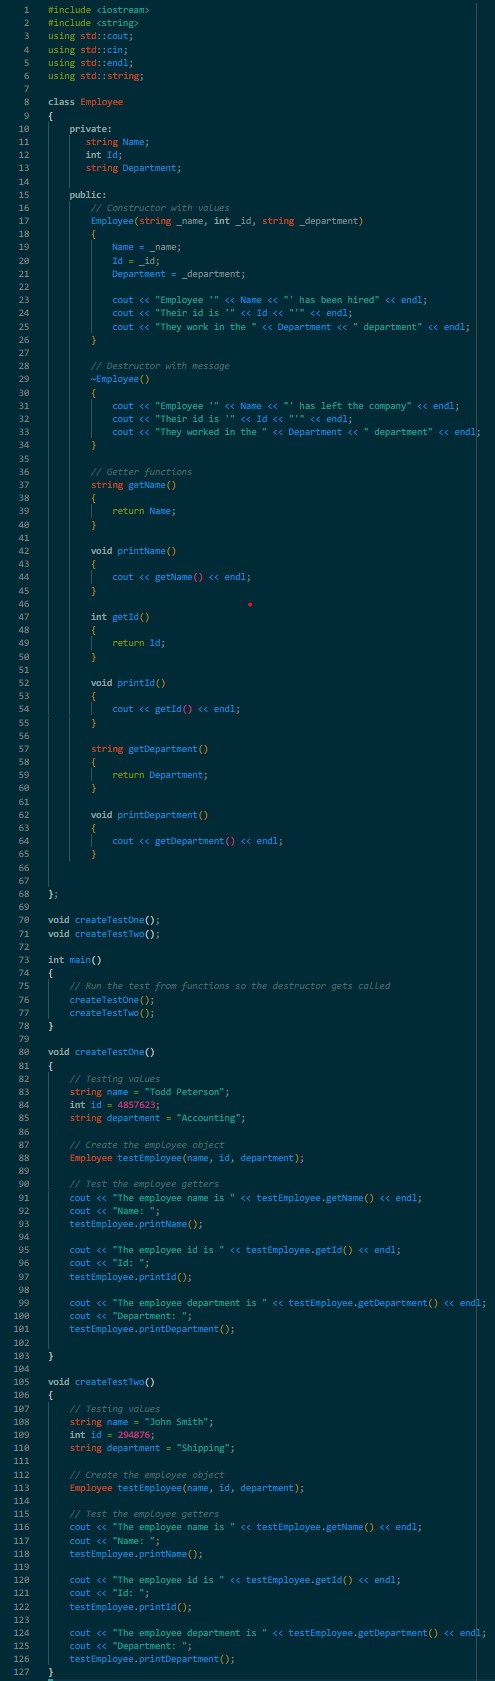 1 #include <iostream>
2 #include <string>
3 using std::cout;
4 using std::cin;
5 using std::endl;
6 using std::string;
7
8 class Employee
9 {
10     private:
11        string Name;
12        int Id;
13        string Department;
14
15     public:
16         // Constructor with values
17         Employee(string _name, int _id, string _department)
18         {
19             Name = _name;
20             Id = _id;
21             Department = _department;
22
23             cout << "Employee '" << Name << "' has been hired" << endl;
24             cout << "Their id is '" << Id << "'" << endl;
25             cout << "They work in the " << Department << " department" << endl;
26         }
27
28         // Destructor with message
29         ~Employee()
30         {
31             cout << "Employee '" << Name << "' has left the company" << endl;
32             cout << "Their id is '" << Id << "'" << endl;
33             cout << "They worked in the " << Department << " department" << endl;
34         }
35
36         // Getter functions
37         string getName()
38         {
39             return Name;
40         }
41
42         void printName()
43         {
44             cout << getName() << endl;
45         }
46
47         int getId()
48         {
49             return Id;
50         }
51
52         void printId()
53         {
54             cout << getId() << endl;
55         }
56
57         string getDepartment()
58         {
59             return Department;
60         }
61
62         void printDepartment()
63         {
64             cout << getDepartment() << endl;
65         }
66
67
68 };
69
70 void createTestOne();
71 void createTestTwo();
72
73 int main()
74 {
75     // Run the test from functions so the destructor gets called
76     createTestOne();
77     createTestTwo();
78 }
79
80 void createTestOne()
81 {
82     // Testing values
83     string name = "Todd Peterson";
84     int id = 4857623;
85     string department = "Accounting";
86
87     // Create the employee object
88     Employee testEmployee(name, id, department);
89
90     // Test the employee getters
91     cout << "The employee name is " << testEmployee.getName() << endl;
92     cout << "Name: ";
93     testEmployee.printName();
94
95     cout << "The employee id is " << testEmployee.getId() << endl;
96     cout << "Id: ";
97     testEmployee.printId();
98
99     cout << "The employee department is " << testEmployee.getDepartment() << endl;
100     cout << "Department: ";
101     testEmployee.printDepartment();
102
103 }
104
105 void createTestTwo()
106 {
107     // Testing values
108     string name = "John Smith";
109     int id = 294876;
110     string department = "Shipping";
111
112     // Create the employee object
113     Employee testEmployee(name, id, department);
114
115     // Test the employee getters
116     cout << "The employee name is " << testEmployee.getName() << endl;
117     cout << "Name: ";
118     testEmployee.printName();
119
120     cout << "The employee id is " << testEmployee.getId() << endl;
121     cout << "Id: ";
122     testEmployee.printId();
123
124     cout << "The employee department is " << testEmployee.getDepartment() << endl;
125     cout << "Department: ";
126     testEmployee.printDepartment();
127 }